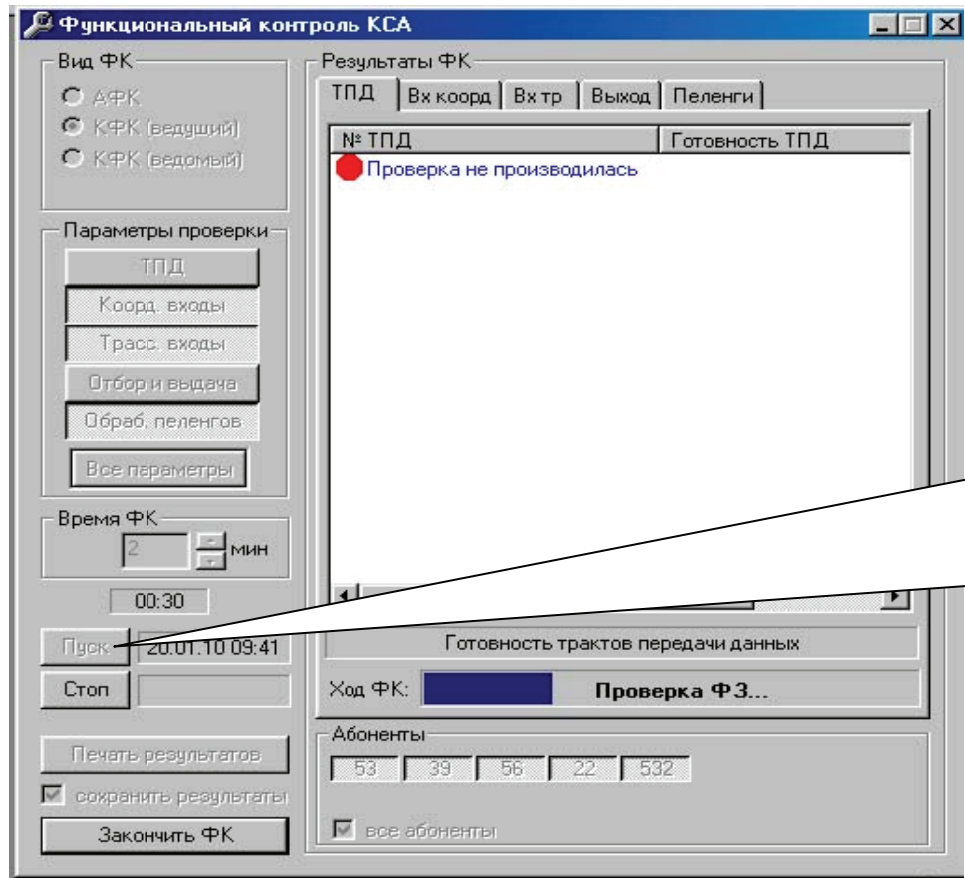 Функциональный контроль КСА
Вид ФК
АФК
КФК (ведуший)
КФК (ведомый)
Параметры проверки
ТПД
Коорд. входы
Трасс. входы
Отбор и выдача
Обраб. пеленгов
Все параметры
Время ФК
2 мин
00:30
Пуск 20.01.10 09:41
Стоп
Печать результатов
сохранить результаты
Закончить ФК
Результаты ФК
ТПД Вх коорд Вх тр Выход Пеленги
№ ТПД Готовность ТПД
Проверка не производилась
Готовность трактов передачи данных
Ход ФК: Проверка ФЗ...
Абоненты
53 39 56 22 532
все абоненты